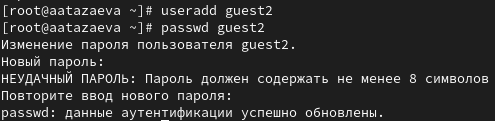 [root@aatazaeva ~]# useradd guest2
[root@aatazaeva ~]# passwd guest2
Изменение пароля пользователя guest2.
Новый пароль:
НЕУДАЧНЫЙ ПАРОЛЬ: Пароль должен содержать не менее 8 символов
Повторите ввод нового пароля:
passwd: данные аутентификации успешно обновлены.